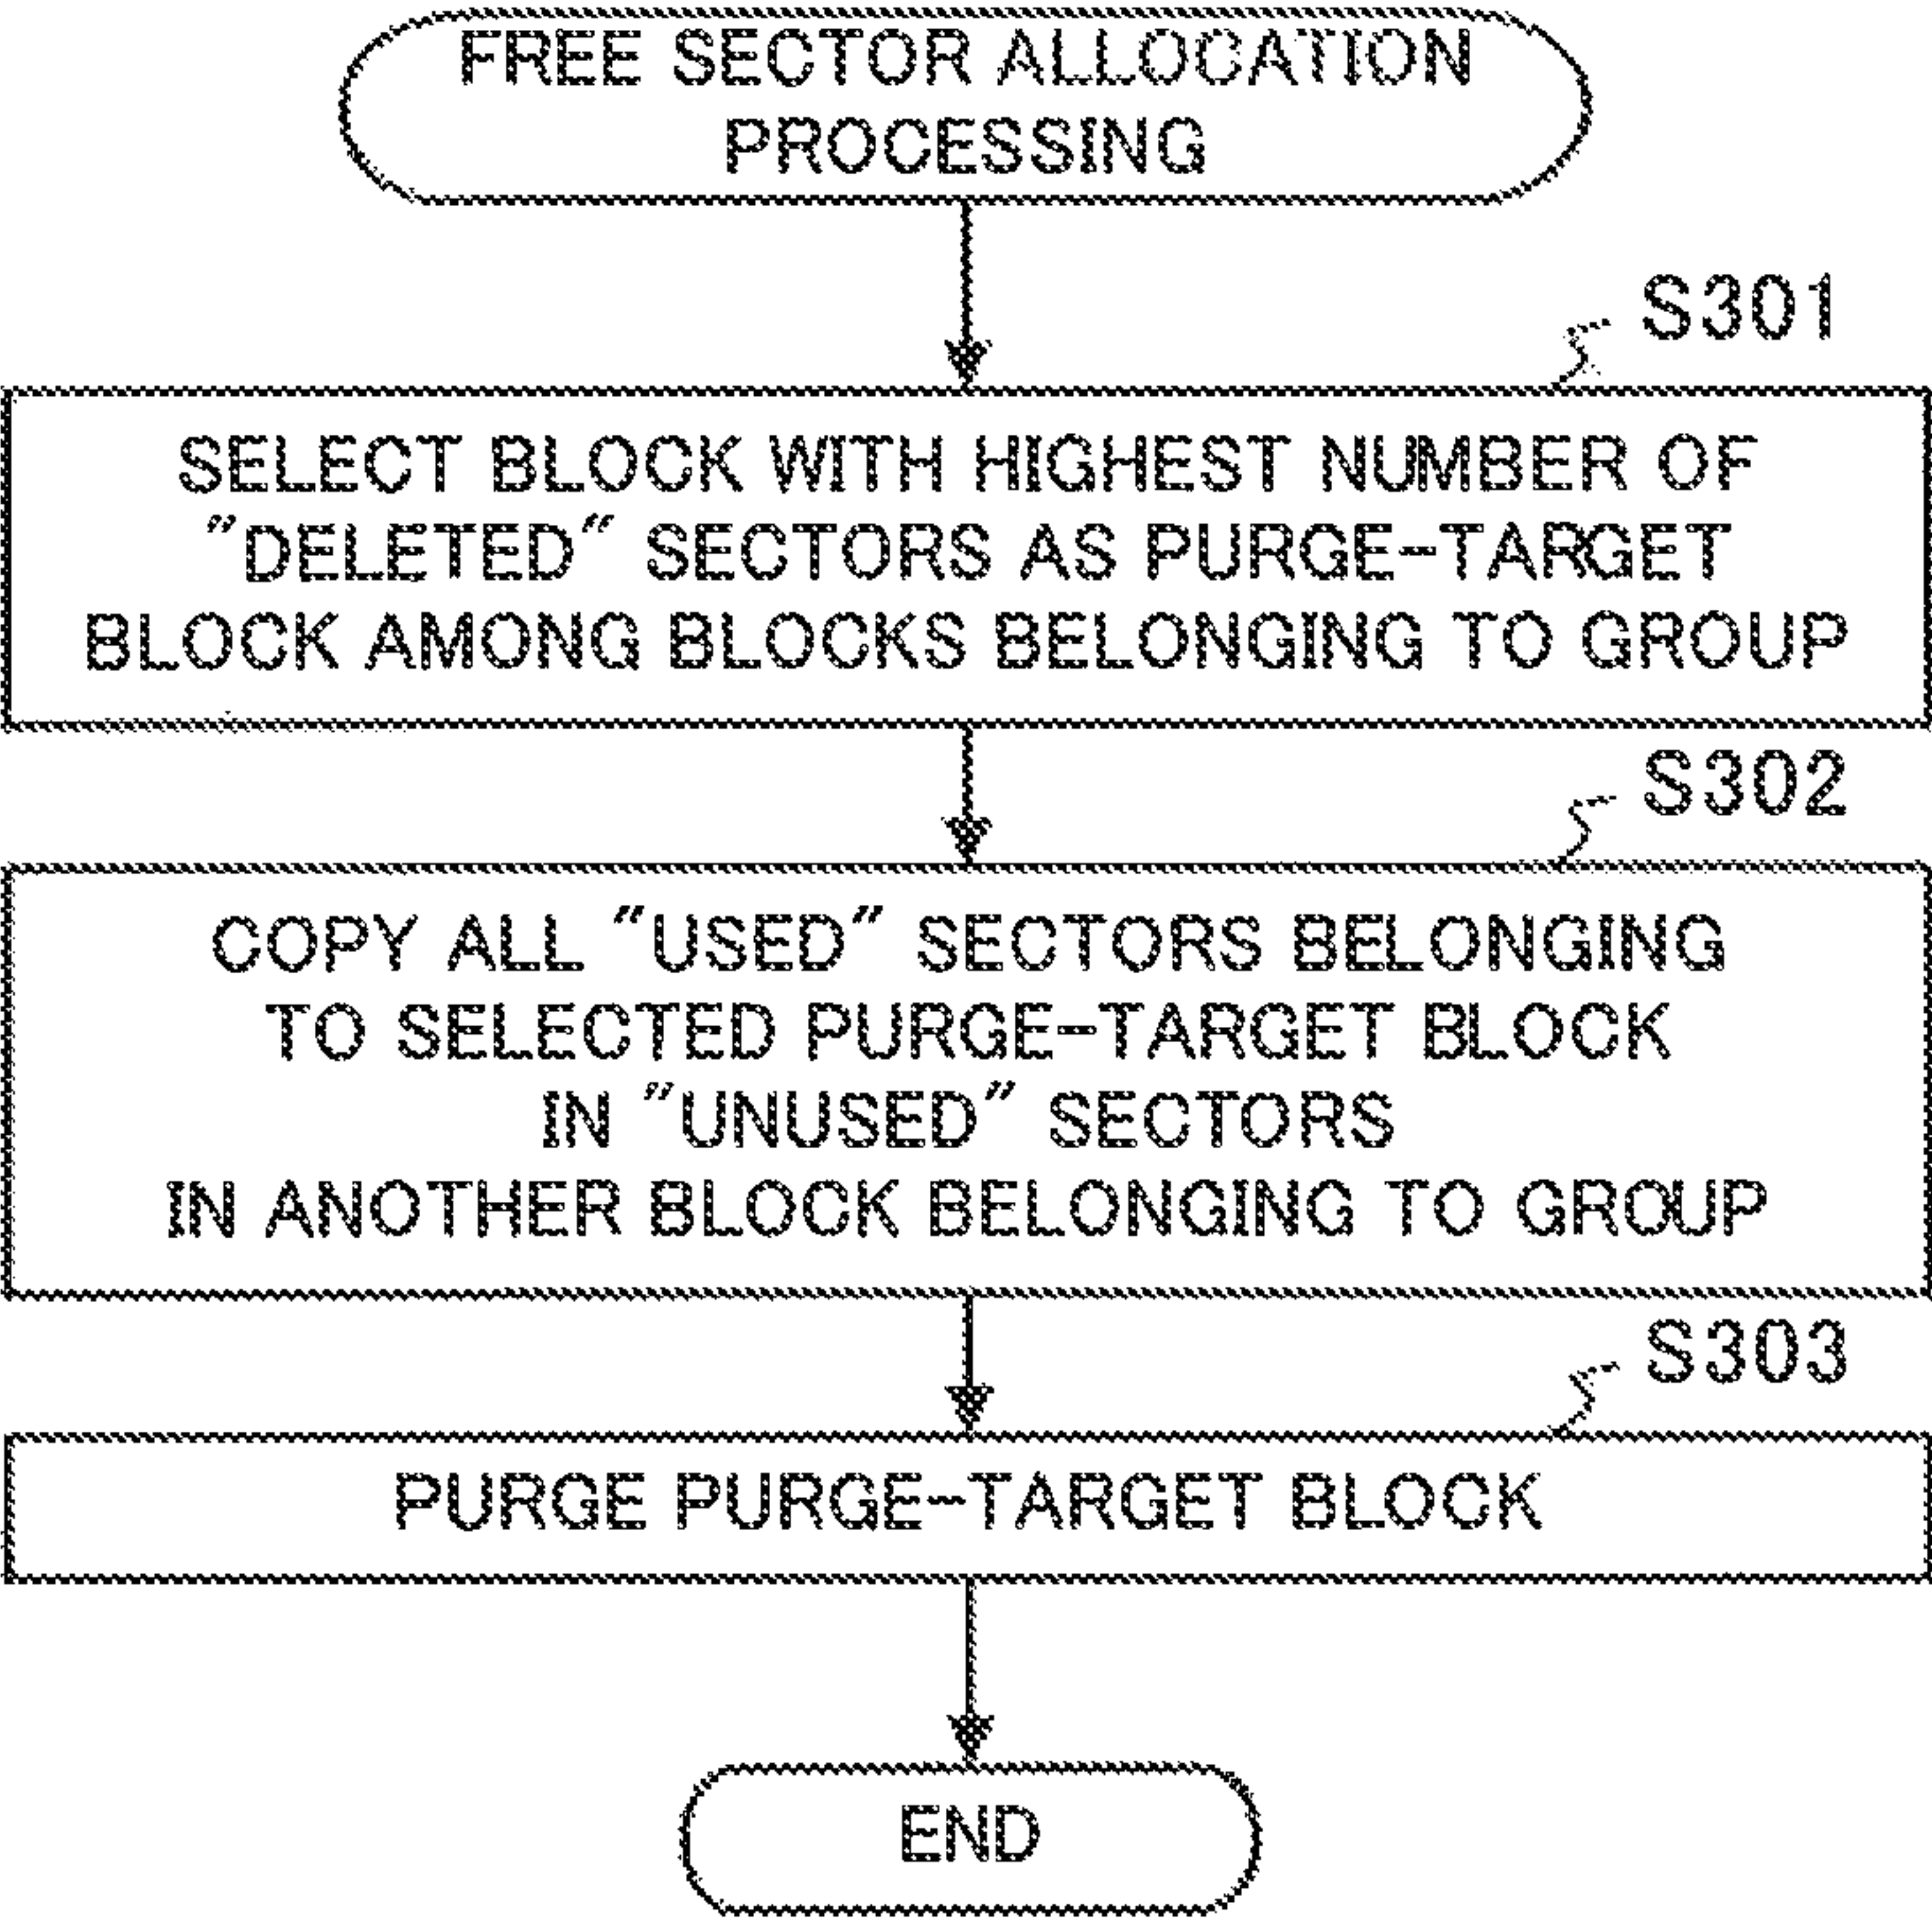 FREE SECTOR ALLOCATION
PROCESSING
S301
SELECT BLOCK WITH HIGHEST NUMBER OF
"DELETED" SECTORS AS PURGE-TARGET
BLOCK AMONG BLOCKS BELONGING TO GROUP
S302
COPY ALL "USED" SECTORS BELONGING
TO SELECTED PURGE-TARGET BLOCK
IN "UNUSED" SECTORS
IN ANOTHER BLOCK BELONGING TO GROUP
S303
PURGE PURGE-TARGET BLOCK
END